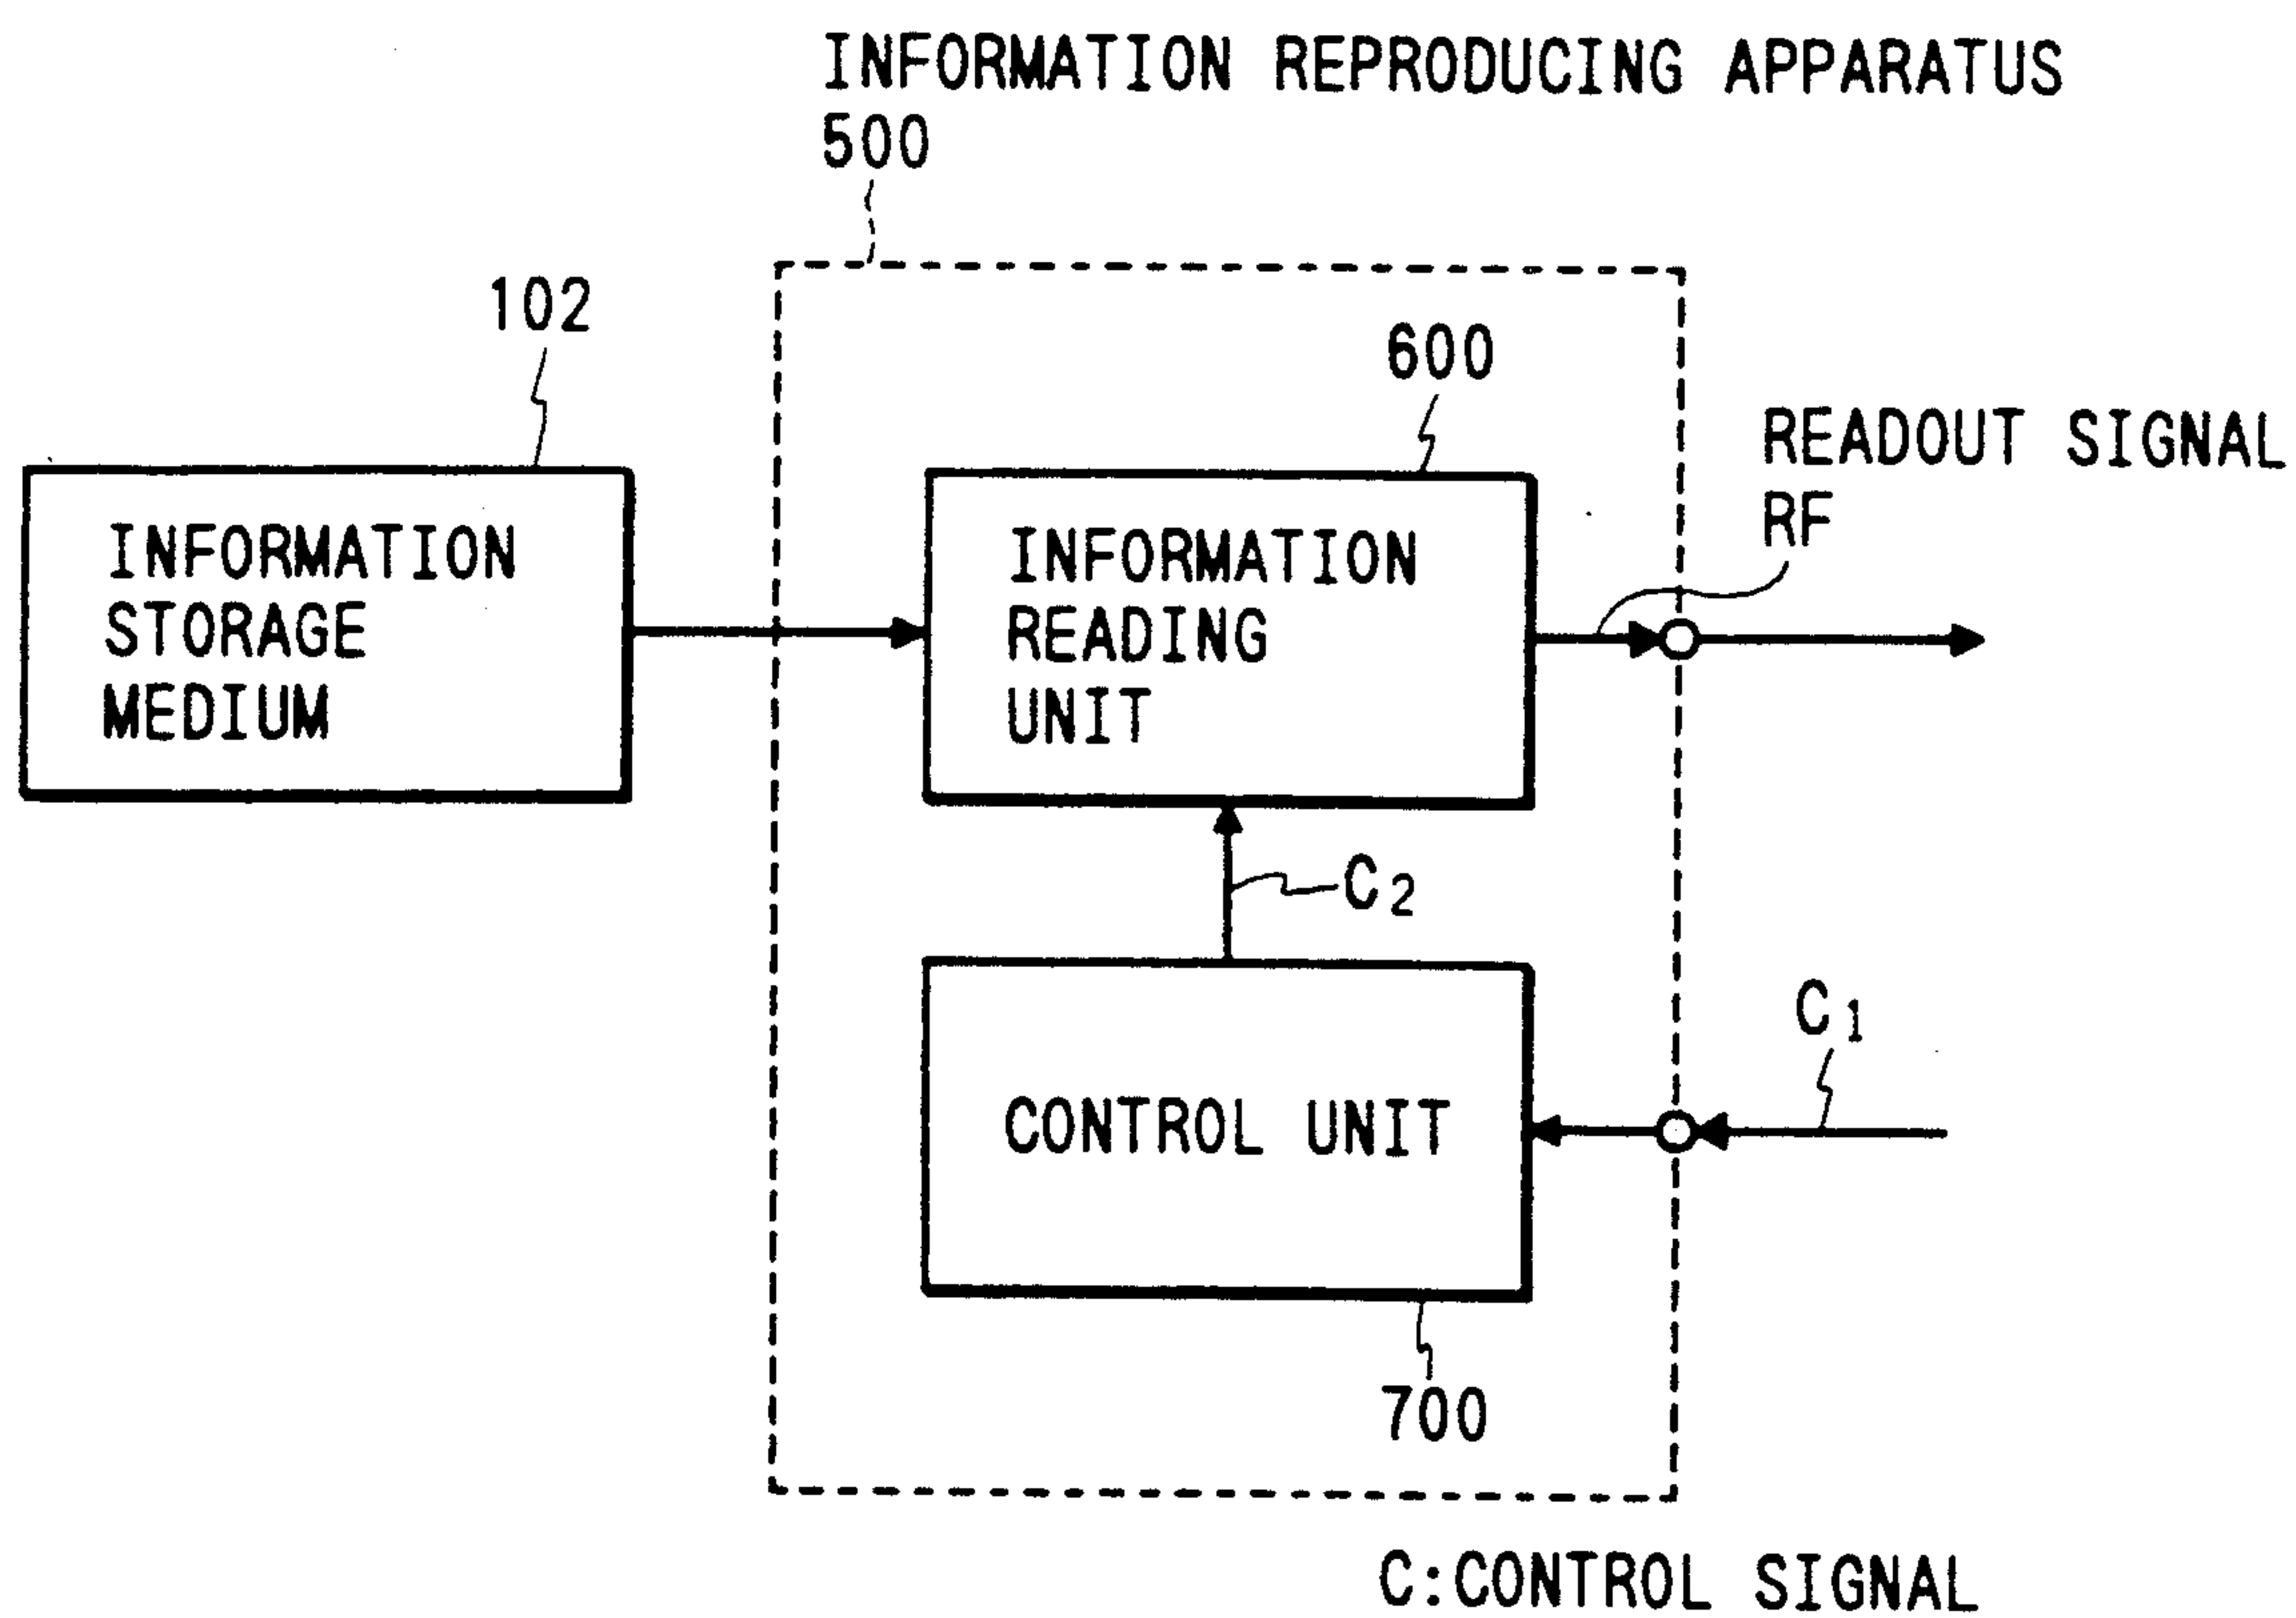 INFORMATION REPRODUCING APPARATUS
500
102
600
READOUT SIGNAL
RF
INFORMATION
STORAGE
MEDIUM
INFORMATION
READING
UNIT
C2
C1
CONTROL UNIT
700
C:CONTROL SIGNAL